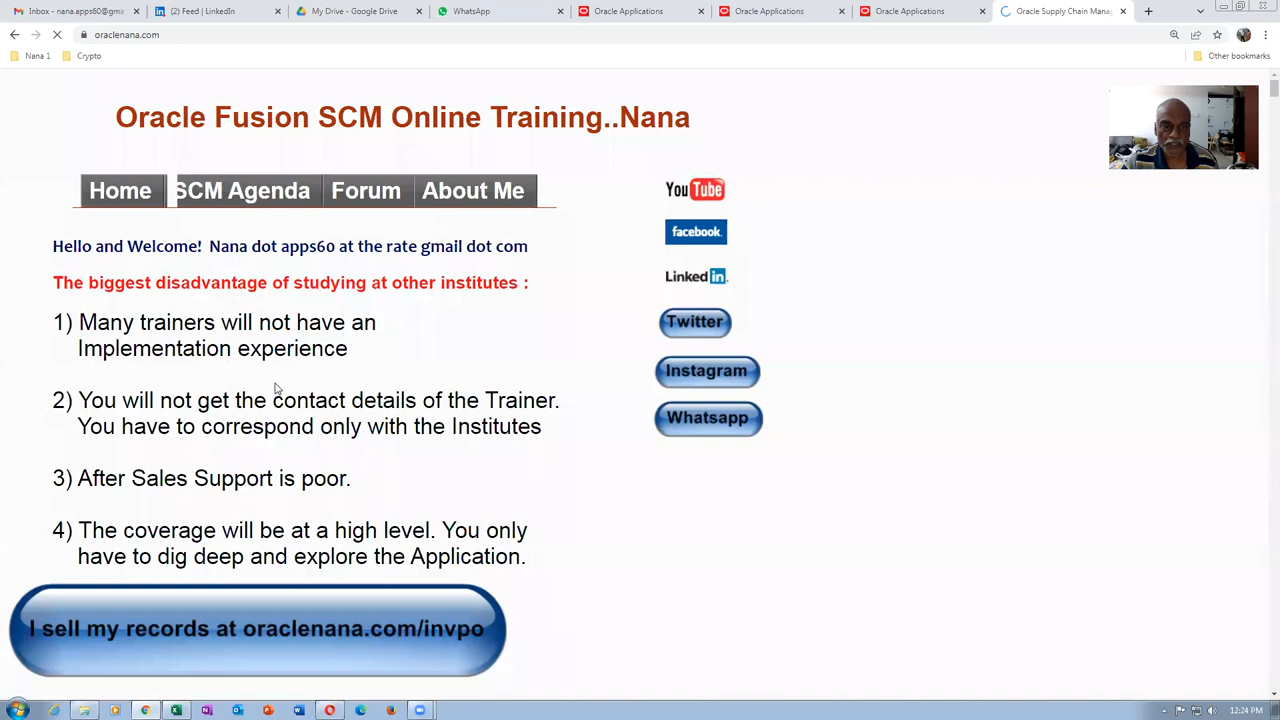 Inbox - nana.apps60@gma
(2) Feed | LinkedIn
My Drive - Google Drive
WhatsApp
Oracle Applications
Oracle Applications
Oracle Applications
Oracle Supply Chain Mana
oraclenana.com
Nana 1
Crypto
Other bookmarks
Oracle Fusion SCM Online Training..Nana
Home
SCM Agenda
Forum
About Me
Hello and Welcome! Nana dot apps60 at the rate gmail dot com
The biggest disadvantage of studying at other institutes :
1) Many trainers will not have an
Implementation experience
2) You will not get the contact details of the Trainer.
You have to correspond only with the Institutes
3) After Sales Support is poor.
4) The coverage will be at a high level. You only
have to dig deep and explore the Application.
I sell my records at oraclenana.com/invpo
YouTube
facebook.
Linked in.
Twitter
Instagram
Whatsapp
12:24 PM